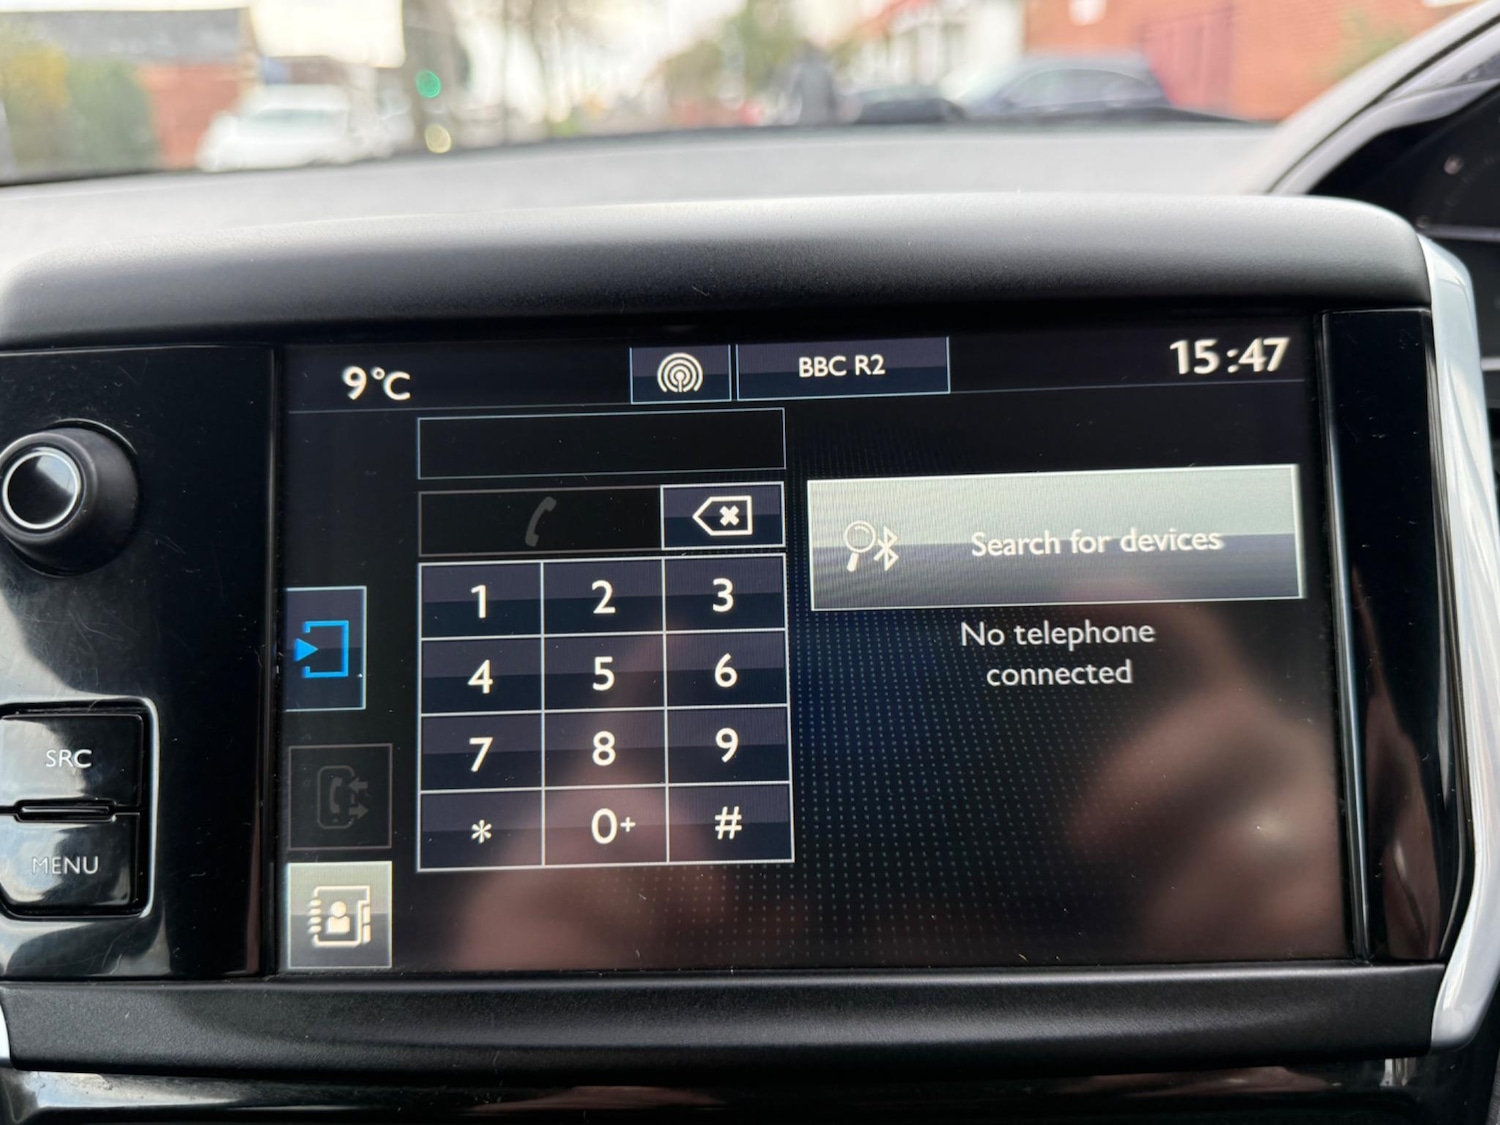 9°C
BBC R2
15:47
Search for devices
No telephone
connected
1 2 3
4 5 6
7 8 9
* 0+ #
SRC
MENU